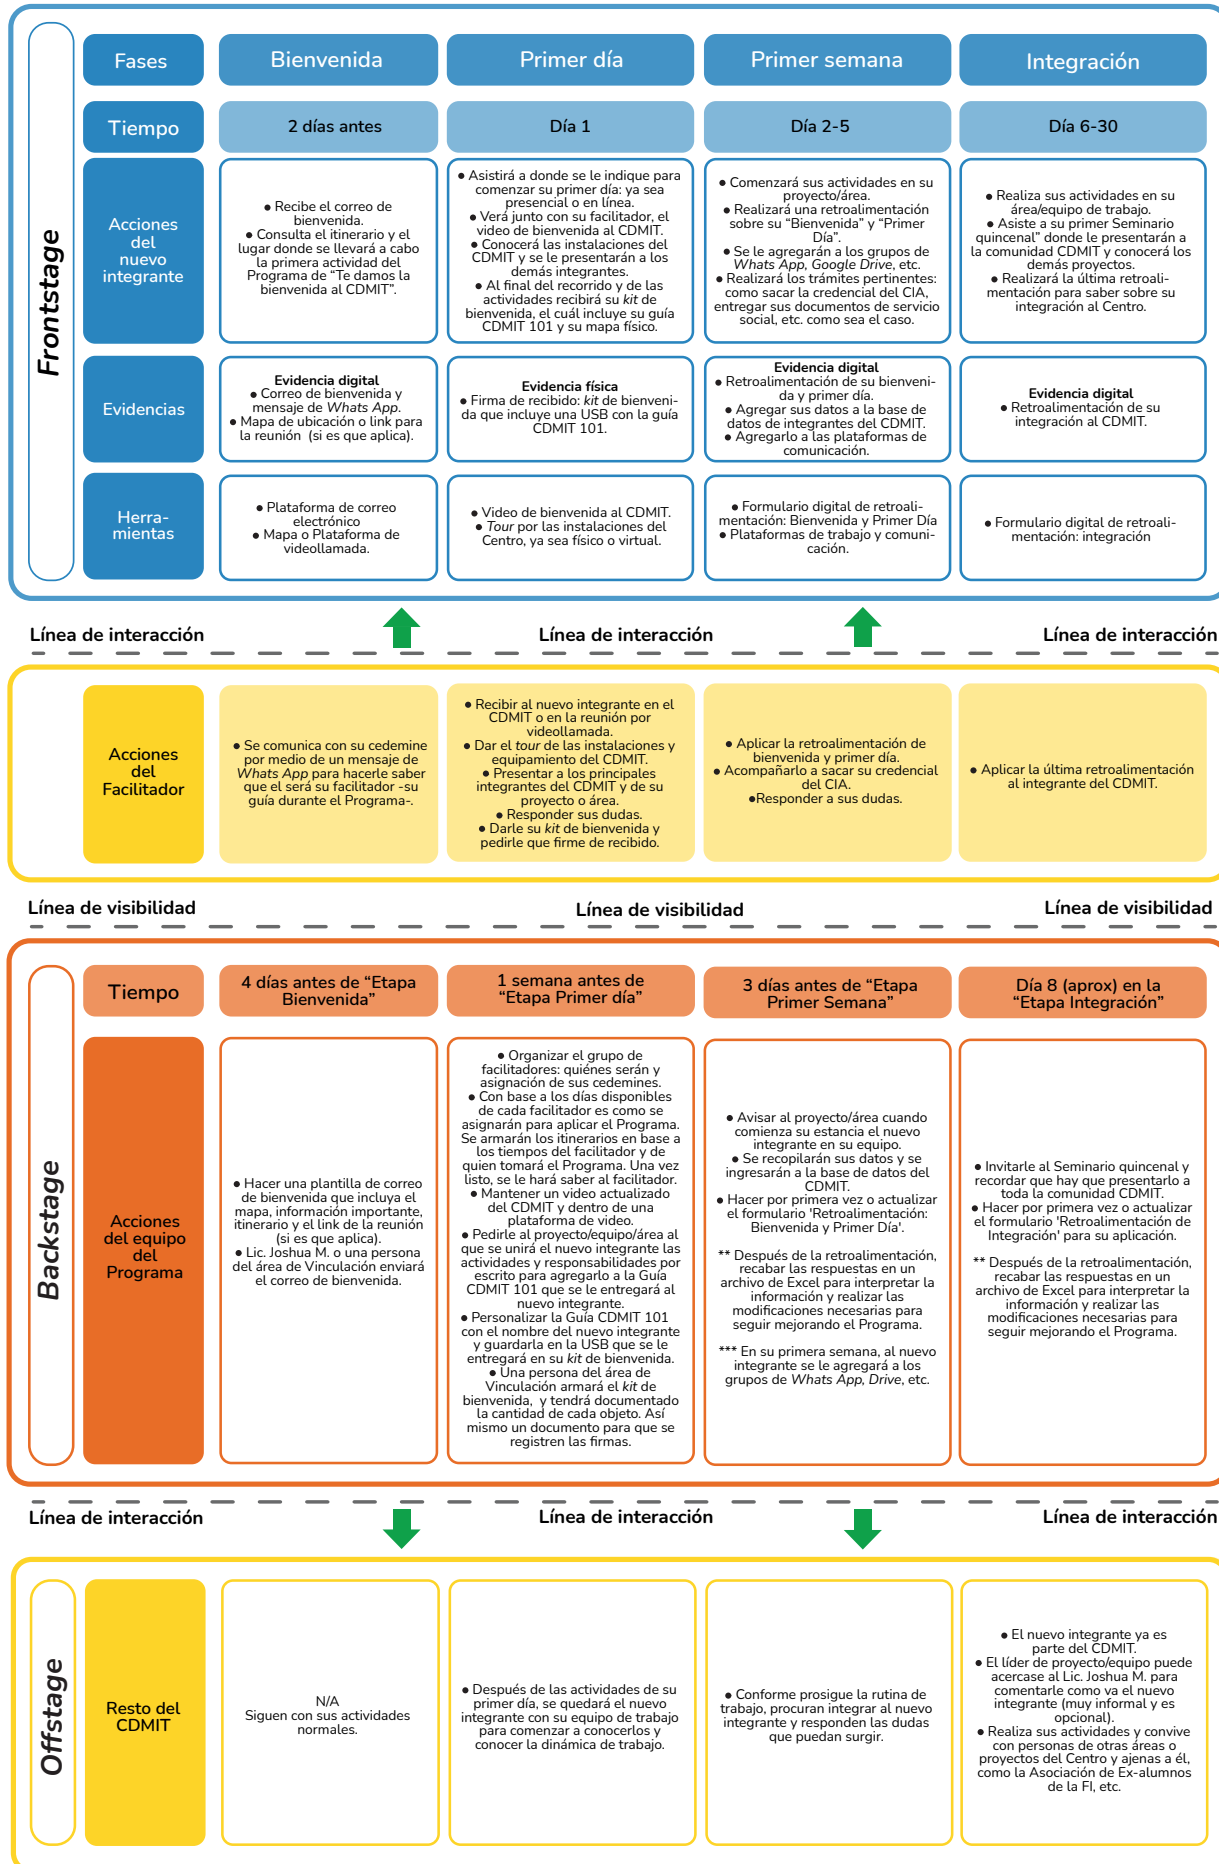 Frontstage
Fases
Bienvenida
Primer día
Primer semana
Integración
Tiempo
2 días antes
Día 1
Día 2-5
Día 6-30
Acciones
del
nuevo
integrante
● Recibe el correo de
bienvenida.
● Consulta el itinerario y el
lugar donde se llevará a cabo
la primera actividad del
Programa de “Te damos la
bienvenida al CDMIT”.
● Asistirá a donde se le indique para
comenzar su primer día: ya sea
presencial o en línea.
● Verá junto con su facilitador, el
video de bienvenida al CDMIT.
● Conocerá las instalaciones del
CDMIT y se le presentarán a los
demás integrantes.
● Al final del recorrido y de las
actividades recibirá su kit de
bienvenida, el cuál incluye su guía
CDMIT 101 y su mapa físico.
● Comenzará sus actividades en su
proyecto/área.
● Realizará una retroalimentación
sobre su “Bienvenida” y “Primer
Día”.
● Se le agregarán a los grupos de
Whats App, Google Drive, etc.
● Realizará los trámites pertinentes:
como sacar la credencial del CIA,
entregar sus documentos de servicio
social, etc. como sea el caso.
● Realiza sus actividades en su
área/equipo de trabajo.
● Asiste a su primer Seminario
quincenal” donde le presentarán a
la comunidad CDMIT y conocerá los
demás proyectos.
● Realizará la última retroali-
mentación para saber sobre su
integración al Centro.
Evidencias
Evidencia digital
● Correo de bienvenida y
mensaje de Whats App.
● Mapa de ubicación o link para
la reunión (si es que aplica).
Evidencia física
● Firma de recibido: kit de bienveni-
da que incluye una USB con la guía
CDMIT 101.
Evidencia digital
● Retroalimentación de su bienveni-
da y primer día.
● Agregar sus datos a la base de
datos de integrantes del CDMIT.
● Agregarlo a las plataformas de
comunicación.
Evidencia digital
● Retroalimentación de su
integración al CDMIT.
Herra-
mientas
● Plataforma de correo
electrónico
● Mapa o Plataforma de
videollamada.
● Video de bienvenida al CDMIT.
● Tour por las instalaciones del
Centro, ya sea físico o virtual.
● Formulario digital de retroali-
mentación: Bienvenida y Primer Día
● Plataformas de trabajo y comuni-
cación.
● Formulario digital de retroali-
mentación: integración
Línea de interacción
Línea de interacción
Línea de interacción
Acciones
del
Facilitador
● Se comunica con su cedemine
por medio de un mensaje de
Whats App para hacerle saber
que el será su facilitador -su
guía durante el Programa-.
● Recibir al nuevo integrante en el
CDMIT o en la reunión por
videollamada.
● Dar el tour de las instalaciones y
equipamiento del CDMIT.
● Presentar a los principales
integrantes del CDMIT y de su
proyecto o área.
● Responder sus dudas.
● Darle su kit de bienvenida y
pedirle que firme de recibido.
● Aplicar la retroalimentación de
bienvenida y primer día.
● Acompañarlo a sacar su credencial
del CIA.
●Responder a sus dudas.
● Aplicar la última retroalimentación
al integrante del CDMIT.
Línea de visibilidad
Línea de visibilidad
Línea de visibilidad
Backstage
Tiempo
4 días antes de “Etapa
Bienvenida”
1 semana antes de
“Etapa Primer día”
3 días antes de “Etapa
Primer Semana”
Día 8 (aprox) en la
“Etapa Integración”
Acciones
del equipo
del
Programa
● Hacer una plantilla de correo
de bienvenida que incluya el
mapa, información importante,
itinerario y el link de la reunión
(si es que aplica).
● Lic. Joshua M. o una persona
del área de Vinculación enviará
el correo de bienvenida.
● Organizar el grupo de
facilitadores: quiénes serán y
asignación de sus cedemines.
● Con base a los días disponibles
de cada facilitador es como se
asignarán para aplicar el Programa.
Se armarán los itinerarios en base a
los tiempos del facilitador y de
quien tomará el Programa. Una vez
listo, se le hará saber al facilitador.
● Mantener un video actualizado
del CDMIT y dentro de una
plataforma de video.
● Pedirle al proyecto/equipo/área al
que se unirá el nuevo integrante las
actividades y responsabilidades por
escrito para agregarlo a la Guía
CDMIT 101 que se le entregará al
nuevo integrante.
● Personalizar la Guía CDMIT 101
con el nombre del nuevo integrante
y guardarla en la USB que se le
entregará en su kit de bienvenida.
● Una persona del área de
Vinculación armará el kit de
bienvenida, y tendrá documentado
la cantidad de cada objeto. Así
mismo un documento para que se
registren las firmas.
● Avisar al proyecto/área cuando
comienza su estancia el nuevo
integrante en su equipo.
● Se recopilarán sus datos y se
ingresarán a la base de datos del
CDMIT.
● Hacer por primera vez o actualizar
el formulario 'Retroalimentación:
Bienvenida y Primer Día'.
** Después de la retroalimentación,
recabar las respuestas en un
archivo de Excel para interpretar la
información y realizar las
modificaciones necesarias para
seguir mejorando el Programa.
*** En su primera semana, al nuevo
integrante se le agregará a los
grupos de Whats App, Drive, etc.
● Invitarle al Seminario quincenal y
recordar que hay que presentarlo a
toda la comunidad CDMIT.
● Hacer por primera vez o actualizar
el formulario 'Retroalimentación de
Integración' para su aplicación.
** Después de la retroalimentación,
recabar las respuestas en un
archivo de Excel para interpretar la
información y realizar las
modificaciones necesarias para
seguir mejorando el Programa.
Línea de interacción
Línea de interacción
Línea de interacción
Offstage
Resto del
CDMIT
N/A
Siguen con sus actividades
normales.
● Después de las actividades de su
primer día, se quedará el nuevo
integrante con su equipo de trabajo
para comenzar a conocerlos y
conocer la dinámica de trabajo.
● Conforme prosigue la rutina de
trabajo, procuran integrar al nuevo
integrante y responden las dudas
que puedan surgir.
● El nuevo integrante ya es
parte del CDMIT.
● El líder de proyecto/equipo puede
acercase al Lic. Joshua M. para
comentarle como va el nuevo
integrante (muy informal y es
opcional).
● Realiza sus actividades y convive
con personas de otras áreas o
proyectos del Centro y ajenas a él,
como la Asociación de Ex-alumnos
de la FI, etc.